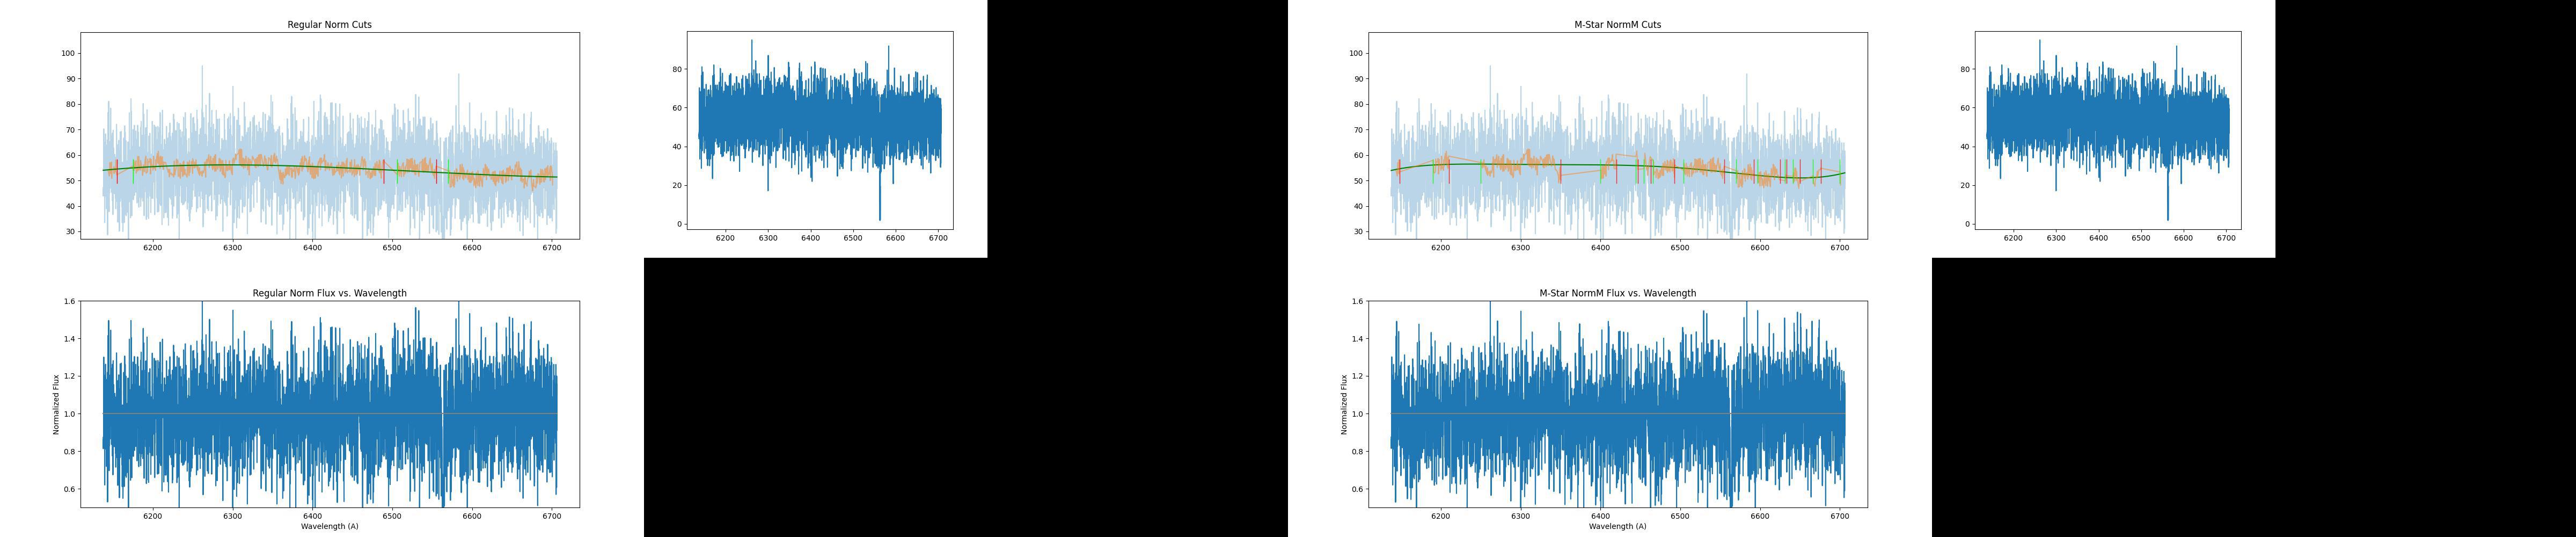 Regular Norm Cuts
100
90
80
70
60
50
40
30
6200 6300 6400 6500 6600 6700
80
60
40
20
0
6200 6300 6400 6500 6600 6700
Regular Norm Flux vs. Wavelength
Normalized Flux
1.6
1.4
1.2
1.0
0.8
0.6
6200 6300 6400 6500 6600 6700
Wavelength (A)
M-Star NormM Cuts
100
90
80
70
60
50
40
30
6200 6300 6400 6500 6600 6700
80
60
40
20
0
6200 6300 6400 6500 6600 6700
M-Star NormM Flux vs. Wavelength
Normalized Flux
1.6
1.4
1.2
1.0
0.8
0.6
6200 6300 6400 6500 6600 6700
Wavelength (A)